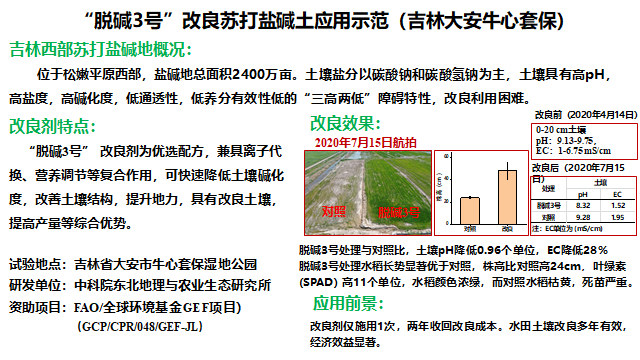 “脱碱3号”改良苏打盐碱土应用示范（吉林大安牛心套保）
吉林西部苏打盐碱地概况：
位于松嫩平原西部，盐碱地总面积2400万亩。土壤盐分以碳酸钠和碳酸氢钠为主，土壤具有高pH，
高盐度，高碱化度，低通透性，低养分有效性低的“三高两低”障碍特性，改良利用困难。
改良剂特点：
“脱碱3号” 改良剂为优选配方，兼具离子代
换、营养调节等复合作用，可快速降低土壤碱化
度，改善土壤结构，提升地力，具有改良土壤，
提高产量等综合优势。
试验地点：吉林省大安市牛心套保湿地公园
研发单位：中科院东北地理与农业生态研究所
资助项目：FAO/全球环境基金GEF项目）
（GCP/CPR/048/GEF-JL）
改良效果：
2020年7月15日航拍
对照
脱碱3号
株高（cm）
60
40
20
0
对照
改良
改良前（2020年4月14日）
0-20 cm土壤
pH：9.13-9.75,
EC：1-6.75 mS/cm
改良后（2020年7月15
日）
处理 土壤
pH EC
脱碱3号 8.32 1.52
对照 9.28 1.95
注：EC单位为 (mS/cm)
脱碱3号处理与对照比，土壤pH降低0.96个单位，EC降低28%
脱碱3号处理水稻长势显著优于对照，株高比对照高24cm，叶绿素
(SPAD) 高11个单位，水稻颜色浓绿，而对照水稻枯黄，死苗严重。
应用前景：
改良剂仅施用1次，两年收回改良成本。水田土壤改良多年有效，
经济效益显著。